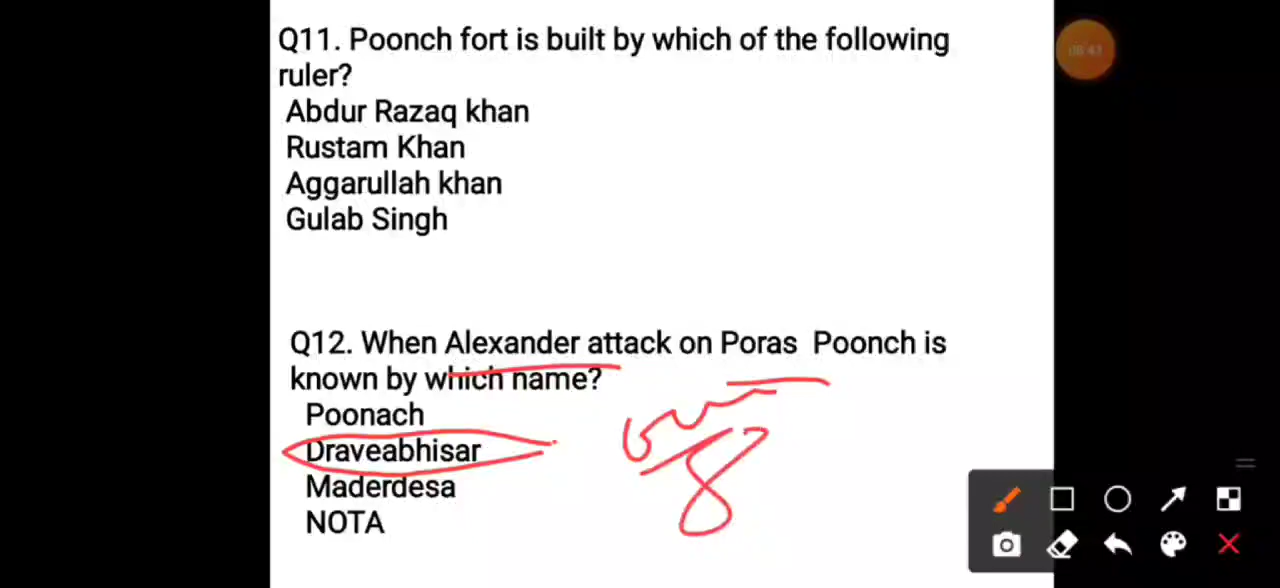 Q11. Poonch fort is built by which of the following
ruler?
Abdur Razaq khan
Rustam Khan
Aggarullah khan
Gulab Singh
Q12. When Alexander attack on Poras Poonch is
known by which name?
Poonach
Draveabhisar
Maderdesa
NOTA
8